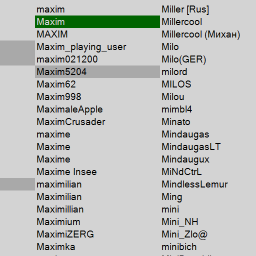 maxim Miller [Rus]
Maxim Millercool
MAXIM Millercool (Михан)
Maxim_playing_user Milo
maxim021200 Milo(GER)
Maxim5204 milord
Maxim62 MILOS
Maxim998 Milou
MaximaleApple mimbl4
MaximCrusader Minato
maxime Mindaugas
maxime MindaugasLT
Maxime Mindaugux
Maxime Insee MiNdCtrL
maximilian MindlessLemur
Maximilian Ming
Maximillian mini
Maximium Mini_NH
MaximiZERG Mini_Zlo@
Maximka minibich